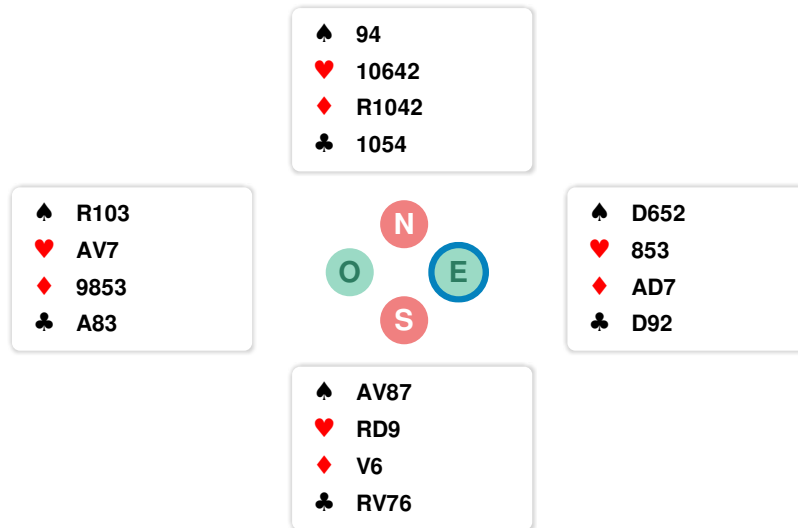 ♠ 94
♥ 10642
♦ R1042
♣ 1054
♠ R103
♥ AV7
♦ 9853
♣ A83
N
O E
S
♠ D652
♥ 853
♦ AD7
♣ D92
♠ AV87
♥ RD9
♦ V6
♣ RV76